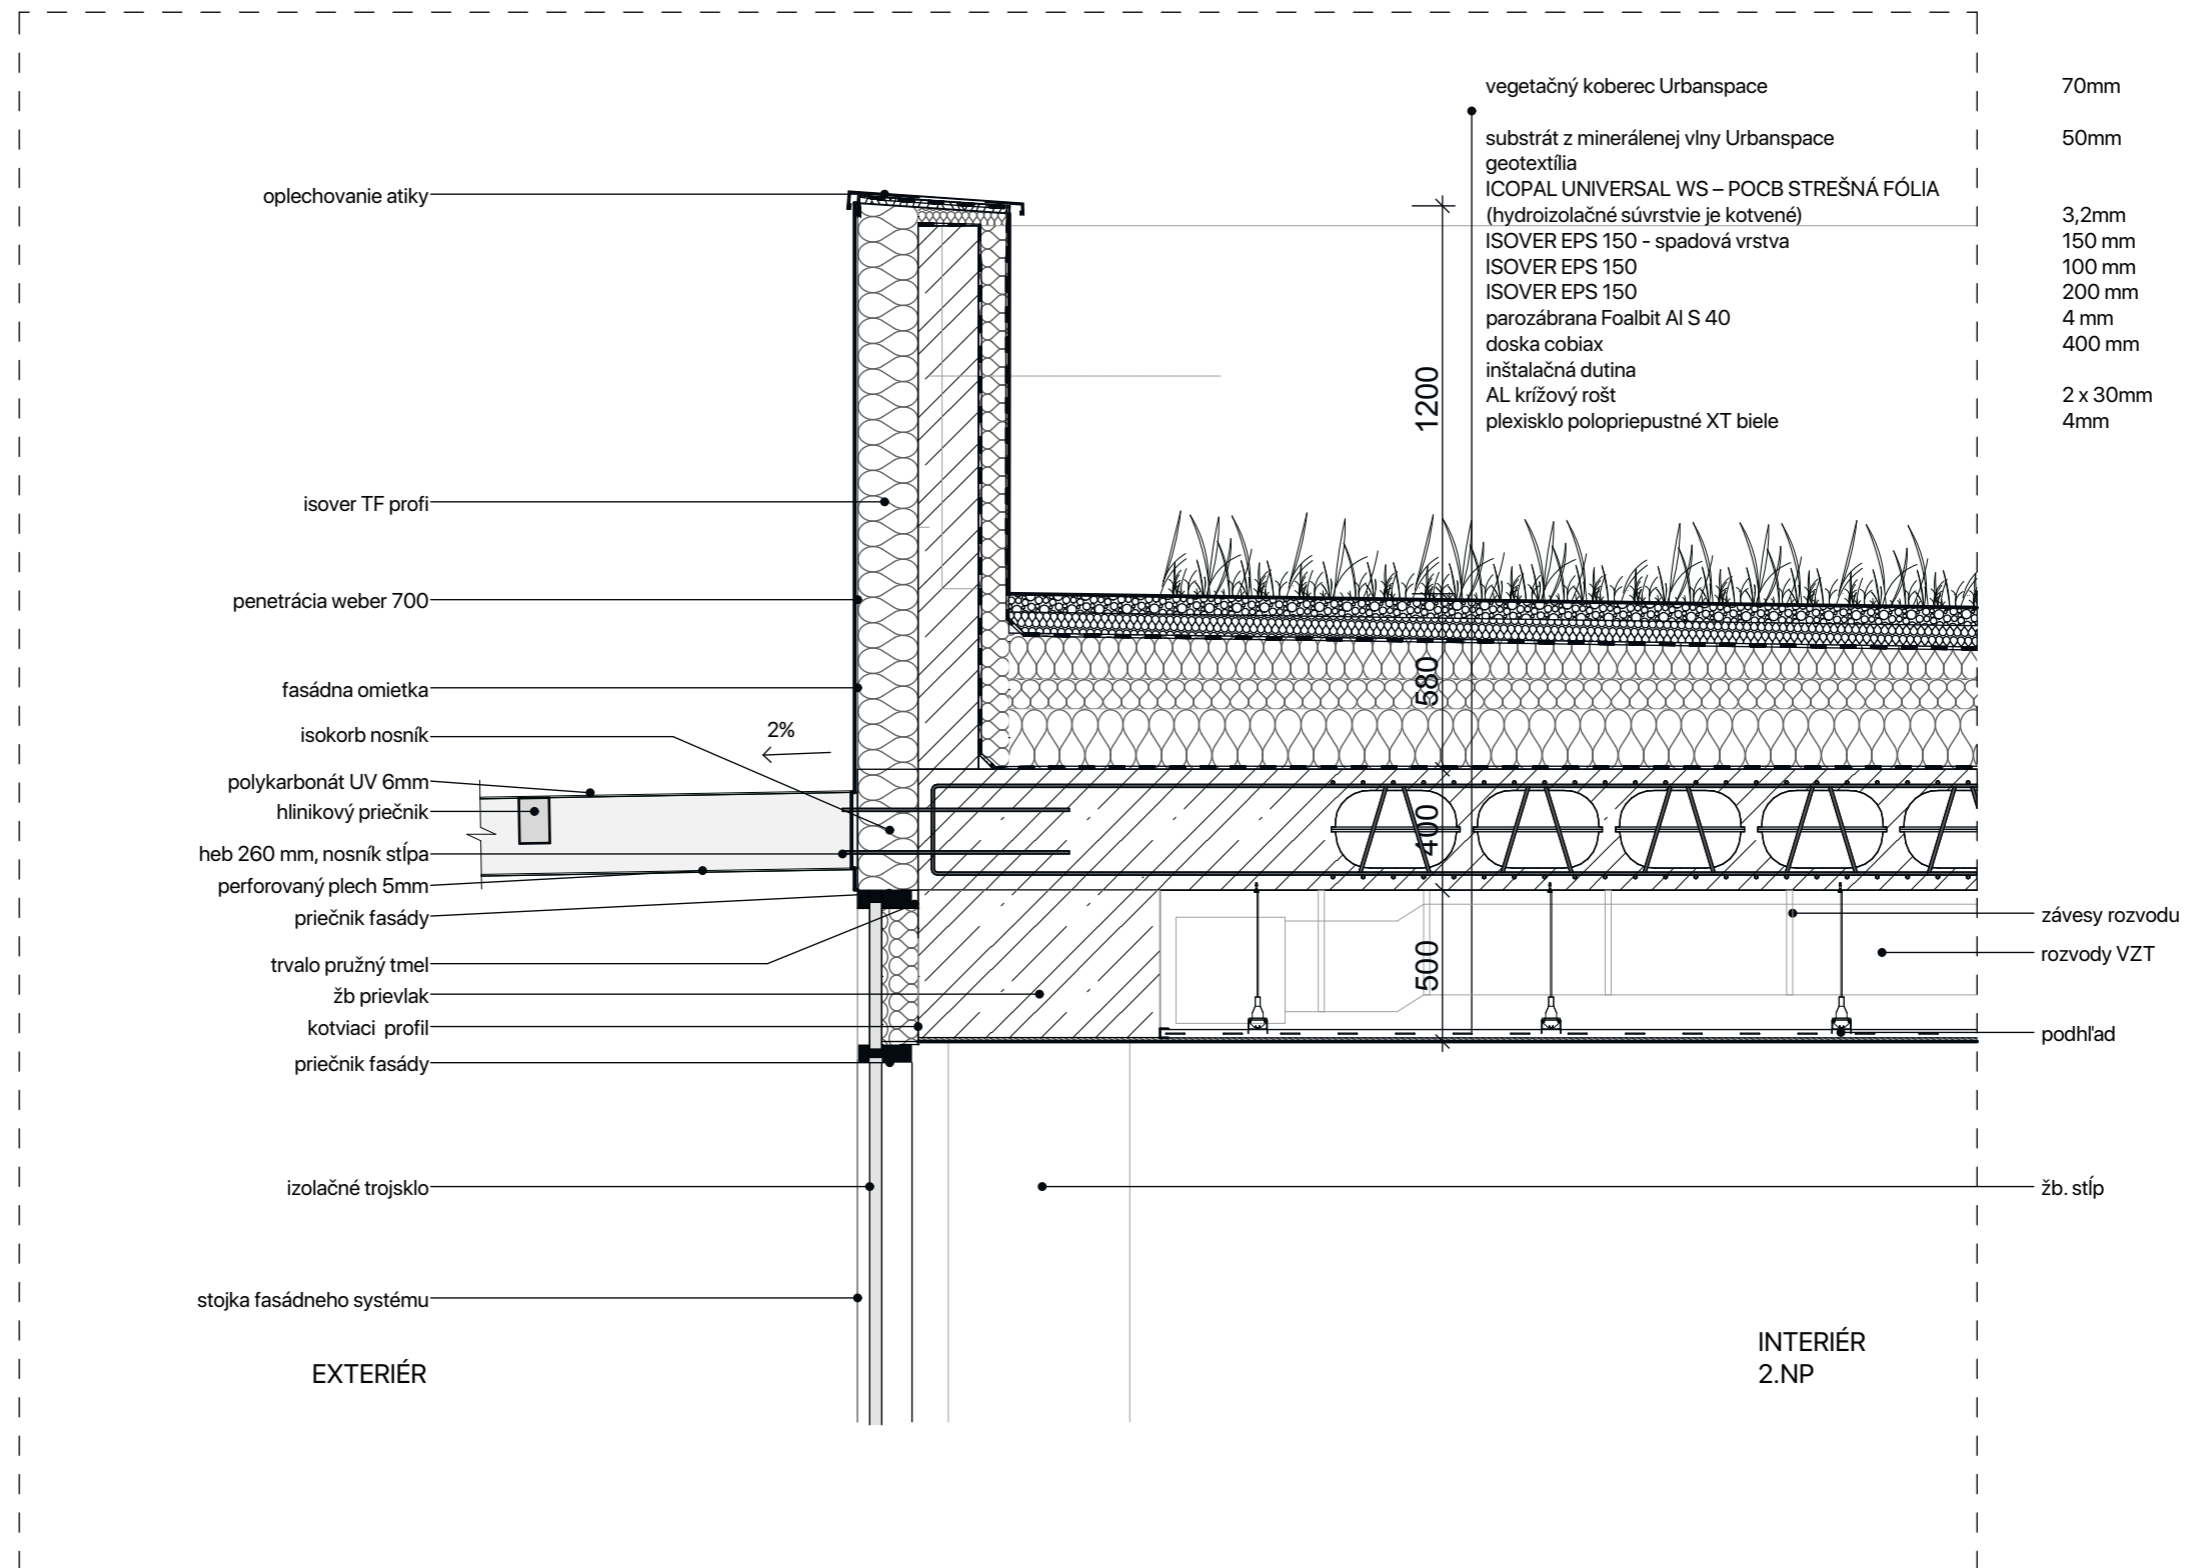 vegetačný koberec Urbanspace 70mm
substrát z minerálenej vlny Urbanspace 50mm
geotextília
ICOPAL UNIVERSAL WS – POCB STREŠNÁ FÓLIA
(hydroizolačné súvrstvie je kotvené) 3,2mm
ISOVER EPS 150 - spadová vrstva 150 mm
ISOVER EPS 150 100 mm
ISOVER EPS 150 200 mm
parozábrana Foalbit Al S 40 4 mm
doska cobiax 400 mm
inštalačná dutina
AL krížový rošt 2 x 30mm
plexisklo polopriepustné XT biele 4mm
oplechovanie atiky
isover TF profi
penetrácia weber 700
fasádna omietka
isokorb nosník
polykarbonát UV 6mm
hlinikový priečnik
heb 260 mm, nosník stĺpa
perforovaný plech 5mm
priečnik fasády
trvalo pružný tmel
žb prievlak
kotviaci profil
priečnik fasády
izolačné trojsklo
stojka fasádneho systému
EXTERIÉR
2%
1200
580
400
500
závesy rozvodu
rozvody VZT
podhľad
žb. stĺp
INTERIÉR
2.NP